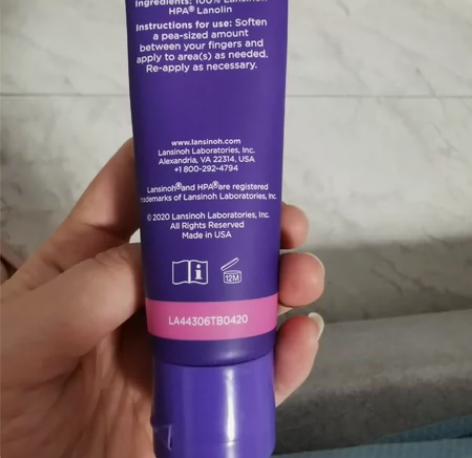 Ingredients: 100% Lansinoh
HPA® Lanolin
Instructions for use: Soften
a pea-sized amount
between your fingers and
apply to area(s) as needed.
Re-apply as necessary.
www.lansinoh.com
Lansinoh Laboratories, Inc.
Alexandria, VA 22314, USA
+1 800-292-4794
Lansinoh® and HPA® are registered
trademarks of Lansinoh Laboratories, Inc.
© 2020 Lansinoh Laboratories, Inc.
All Rights Reserved
Made in USA
i
12M
LA44306TB0420